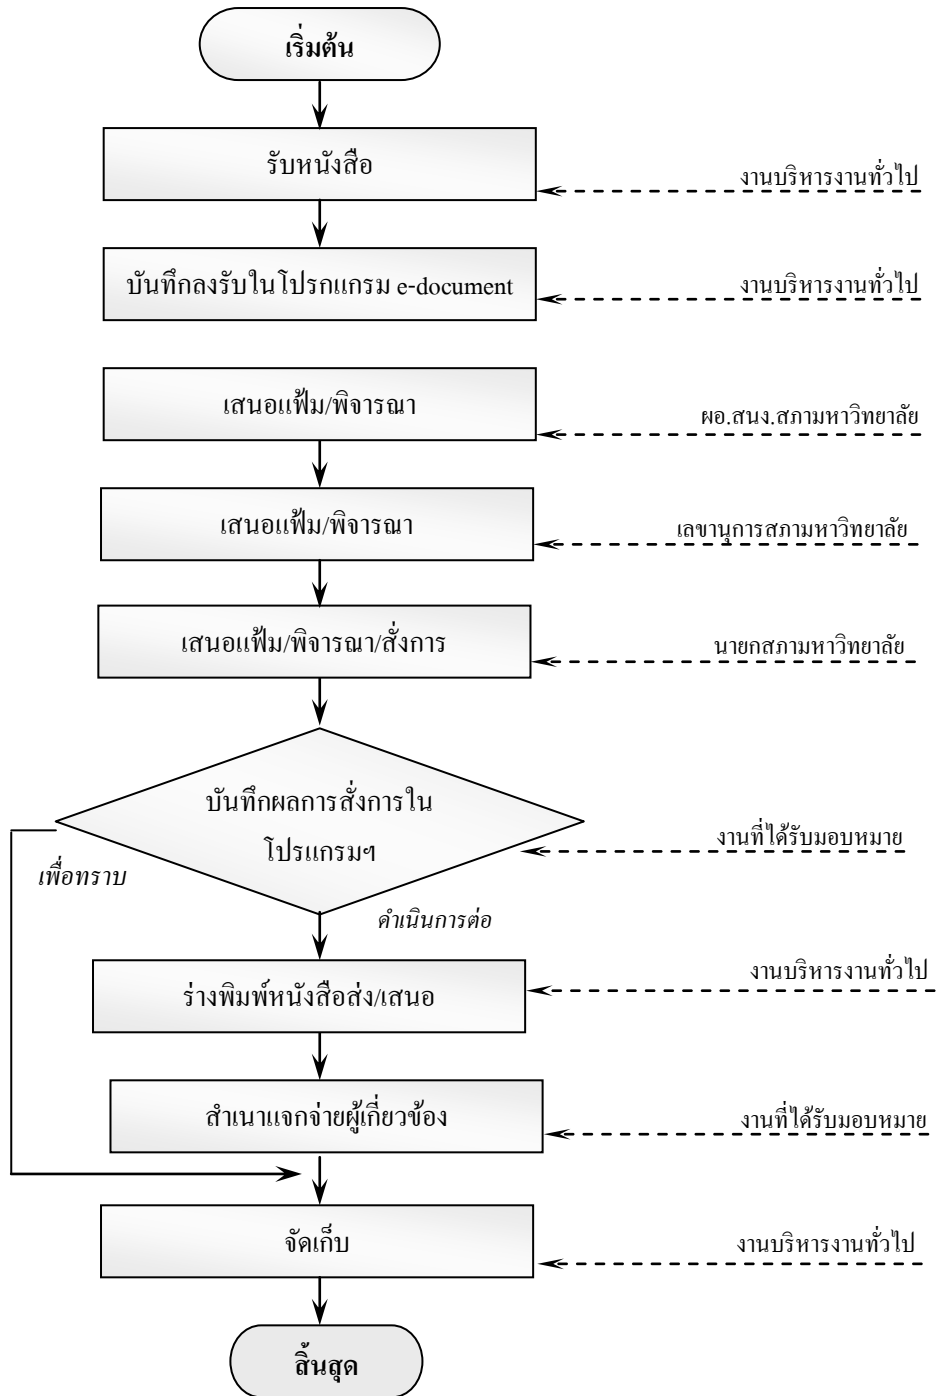 เริ่มต้น
รับหนังสือ
งานบริหารงานทั่วไป
บันทึกลงรับในโปรกแกรม e-document
งานบริหารงานทั่วไป
เสนอแฟ้ม/พิจารณา
ผอ.สนง.สภามหาวิทยาลัย
เสนอแฟ้ม/พิจารณา
เลขานุการสภามหาวิทยาลัย
เสนอแฟ้ม/พิจารณา/สั่งการ
นายกสภามหาวิทยาลัย
บันทึกผลการสั่งการใน
โปรแกรมฯ
งานที่ได้รับมอบหมาย
เพื่อทราบ
ดำเนินการต่อ
ร่างพิมพ์หนังสือส่ง/เสนอ
งานบริหารงานทั่วไป
สำเนาแจกจ่ายผู้เกี่ยวข้อง
งานที่ได้รับมอบหมาย
จัดเก็บ
งานบริหารงานทั่วไป
สิ้นสุด